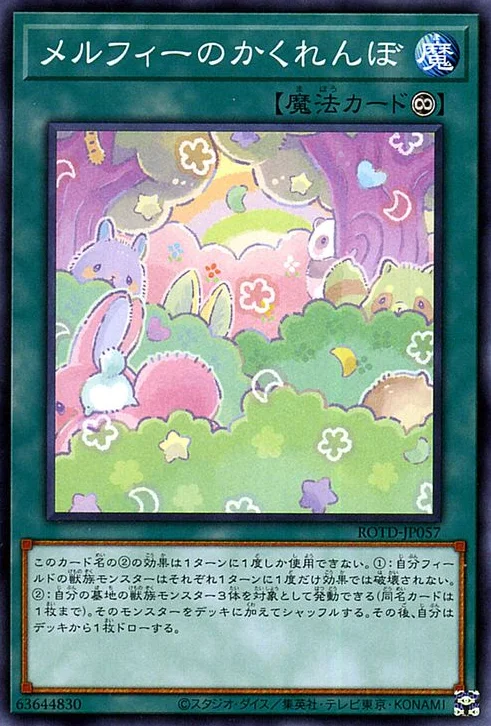 メルフィーのかくれんぼ 魔
【魔法カード∞】
ROTD-JP057
このカード名の②の効果は1ターンに1度しか使用できない。①:自分フィー
ルドの獣族モンスターはそれぞれ1ターンに1度だけ効果では破壊されない。
②:自分の墓地の獣族モンスター3体を対象として発動できる(同名カードは
1枚まで)。そのモンスターをデッキに加えてシャッフルする。その後、自分は
デッキから1枚ドローする。
63644830 ©スタジオ・ダイス/集英社・テレビ東京・KONAMI